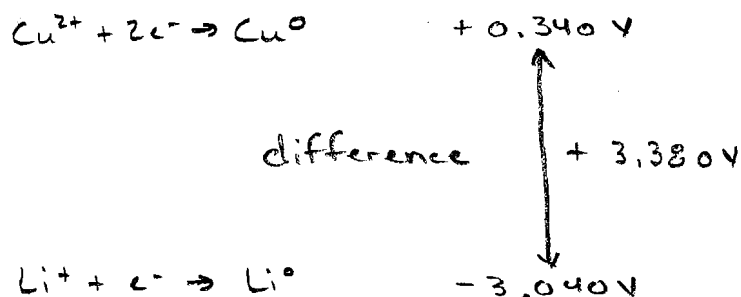 Cu²⁺ + 2e⁻ → Cu⁰ + 0.340 V
difference + 3.380 V
Li⁺ + e⁻ → Li⁰ - 3.040 V